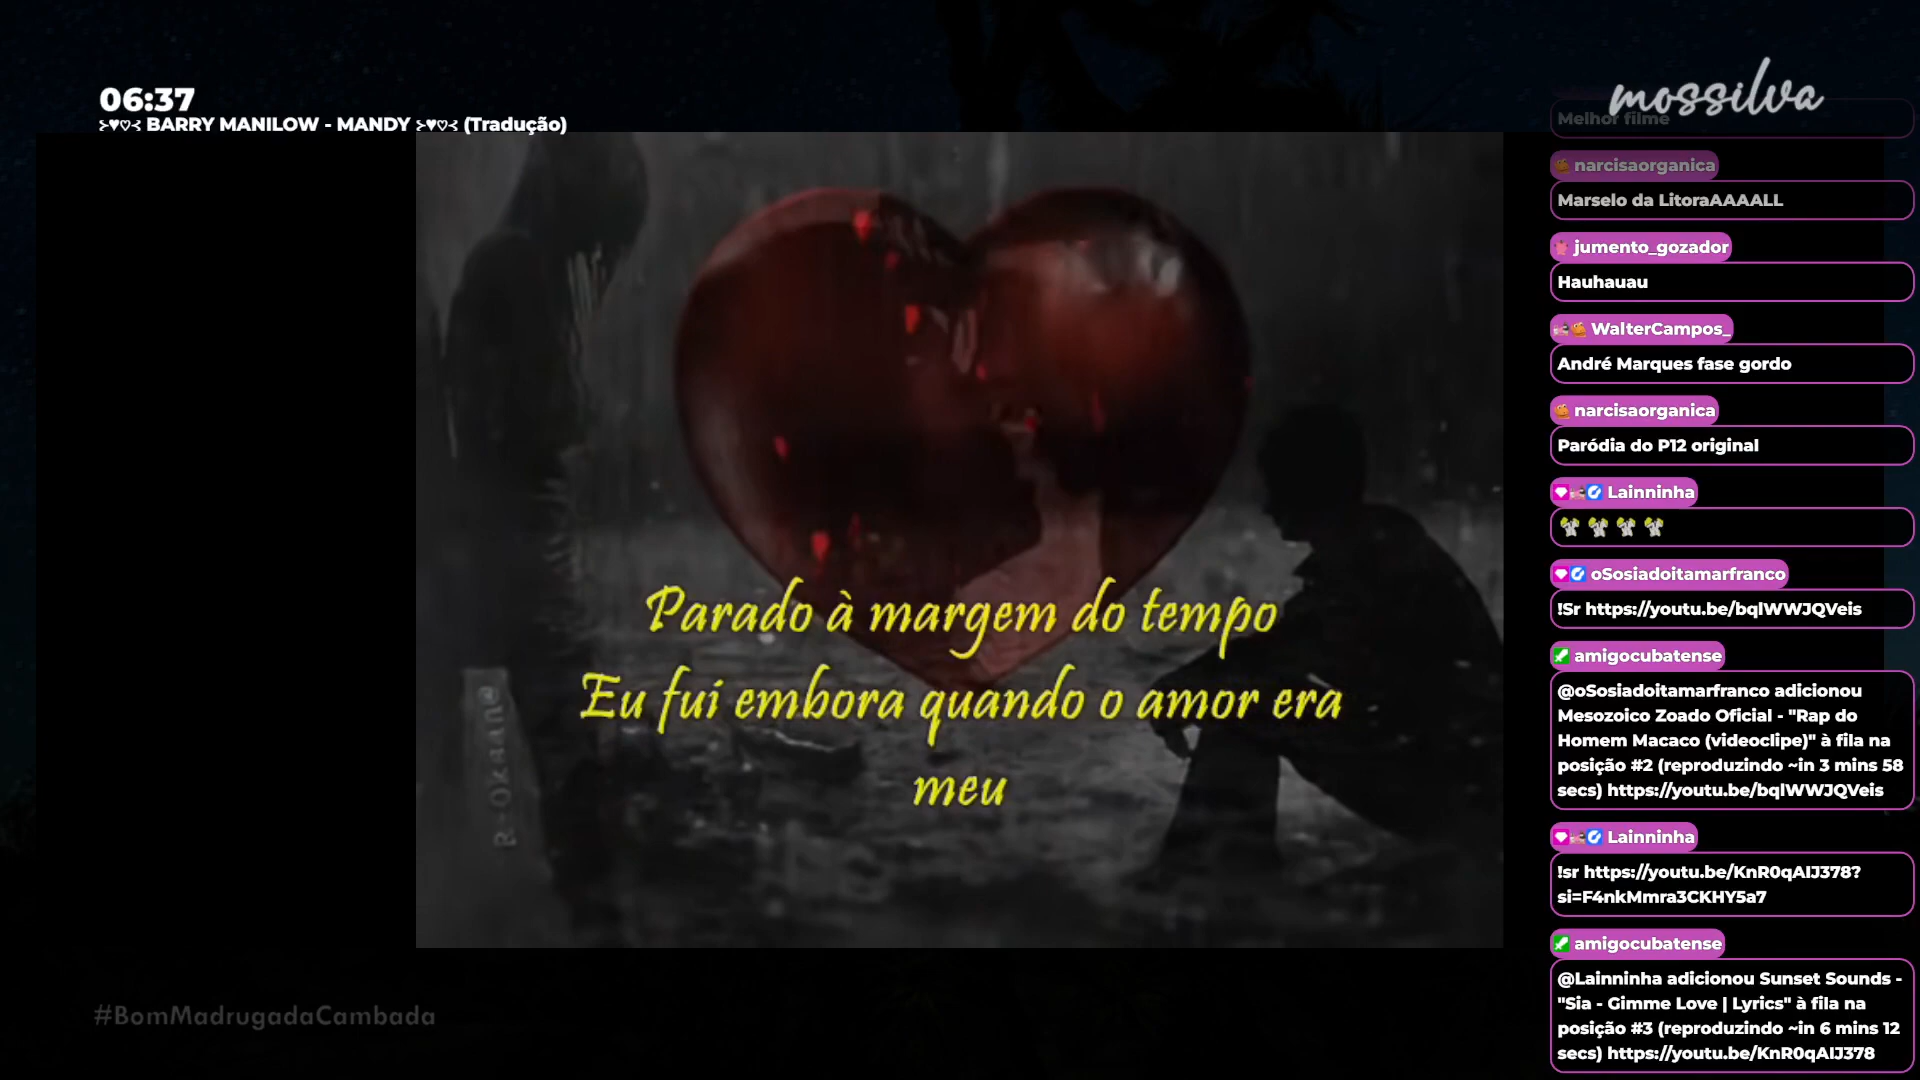 06:37
⊱♥♡⊰ BARRY MANILOW - MANDY ⊱♥♡⊰ (Tradução)
Parado à margem do tempo
Eu fui embora quando o amor era
meu
B-OXaan@
#BomMadrugadaCambada
mossilva
Melhor filme
narcisaorganica
Marselo da LitoraAAAALL
jumento_gozador
Hauhauau
WalterCampos_
André Marques fase gordo
narcisaorganica
Paródia do P12 original
Lainninha
oSosiadoitamarfranco
!Sr https://youtu.be/bqlWWJQVeis
amigocubatense
@oSosiadoitamarfranco adicionou
Mesozoico Zoado Oficial - "Rap do
Homem Macaco (videoclipe)" à fila na
posição #2 (reproduzindo ~in 3 mins 58
secs) https://youtu.be/bqlWWJQVeis
Lainninha
!sr https://youtu.be/KnR0qAIJ378?
si=F4nkMmra3CKHY5a7
amigocubatense
@Lainninha adicionou Sunset Sounds -
"Sia - Gimme Love | Lyrics" à fila na
posição #3 (reproduzindo ~in 6 mins 12
secs) https://youtu.be/KnR0qAIJ378